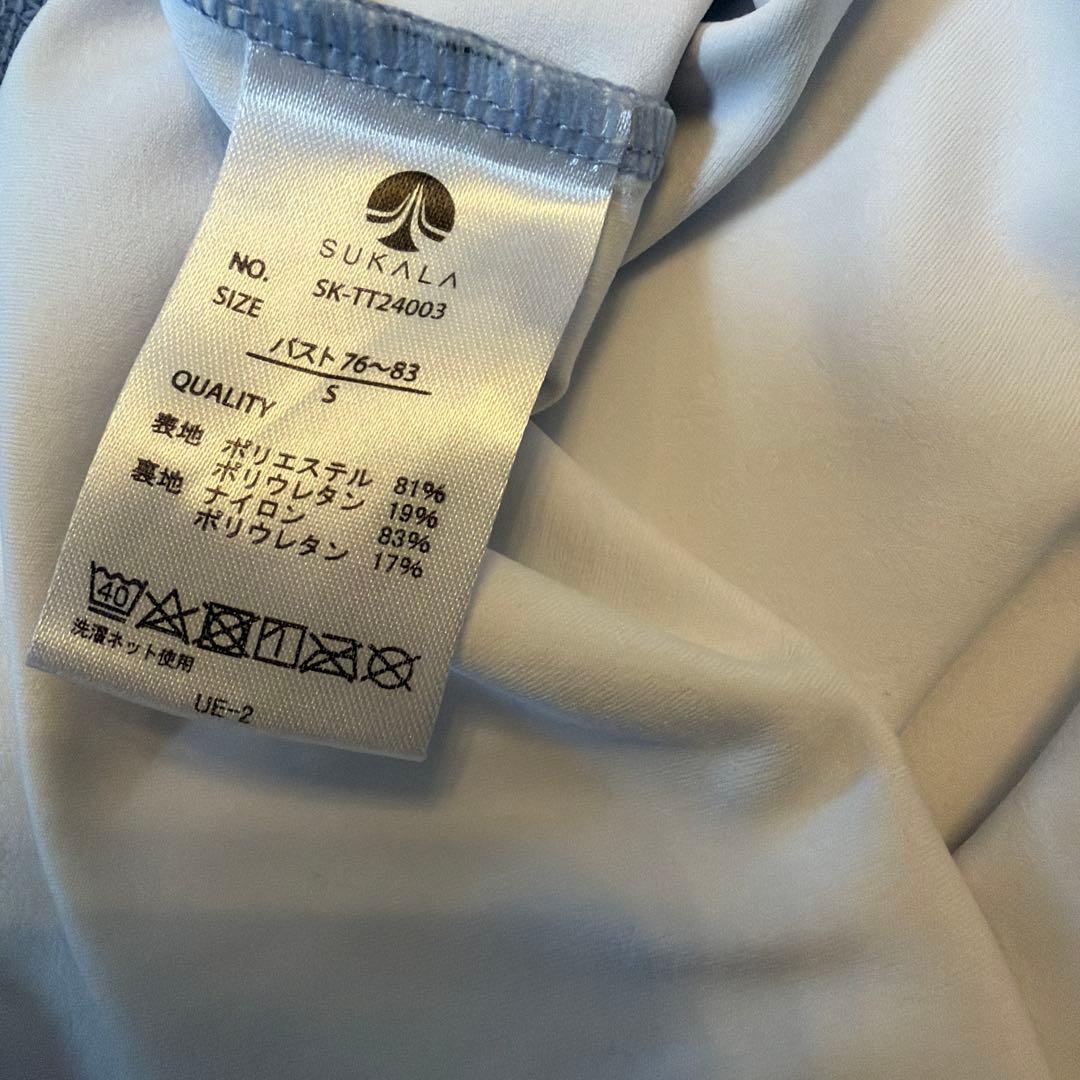 SUKALA
NO. SK-TT24003
SIZE バスト76〜83
S
QUALITY
表地 ポリエステル 81%
ポリウレタン 19%
裏地 ナイロン 83%
ポリウレタン 17%
40
洗濯ネット使用
UE-2